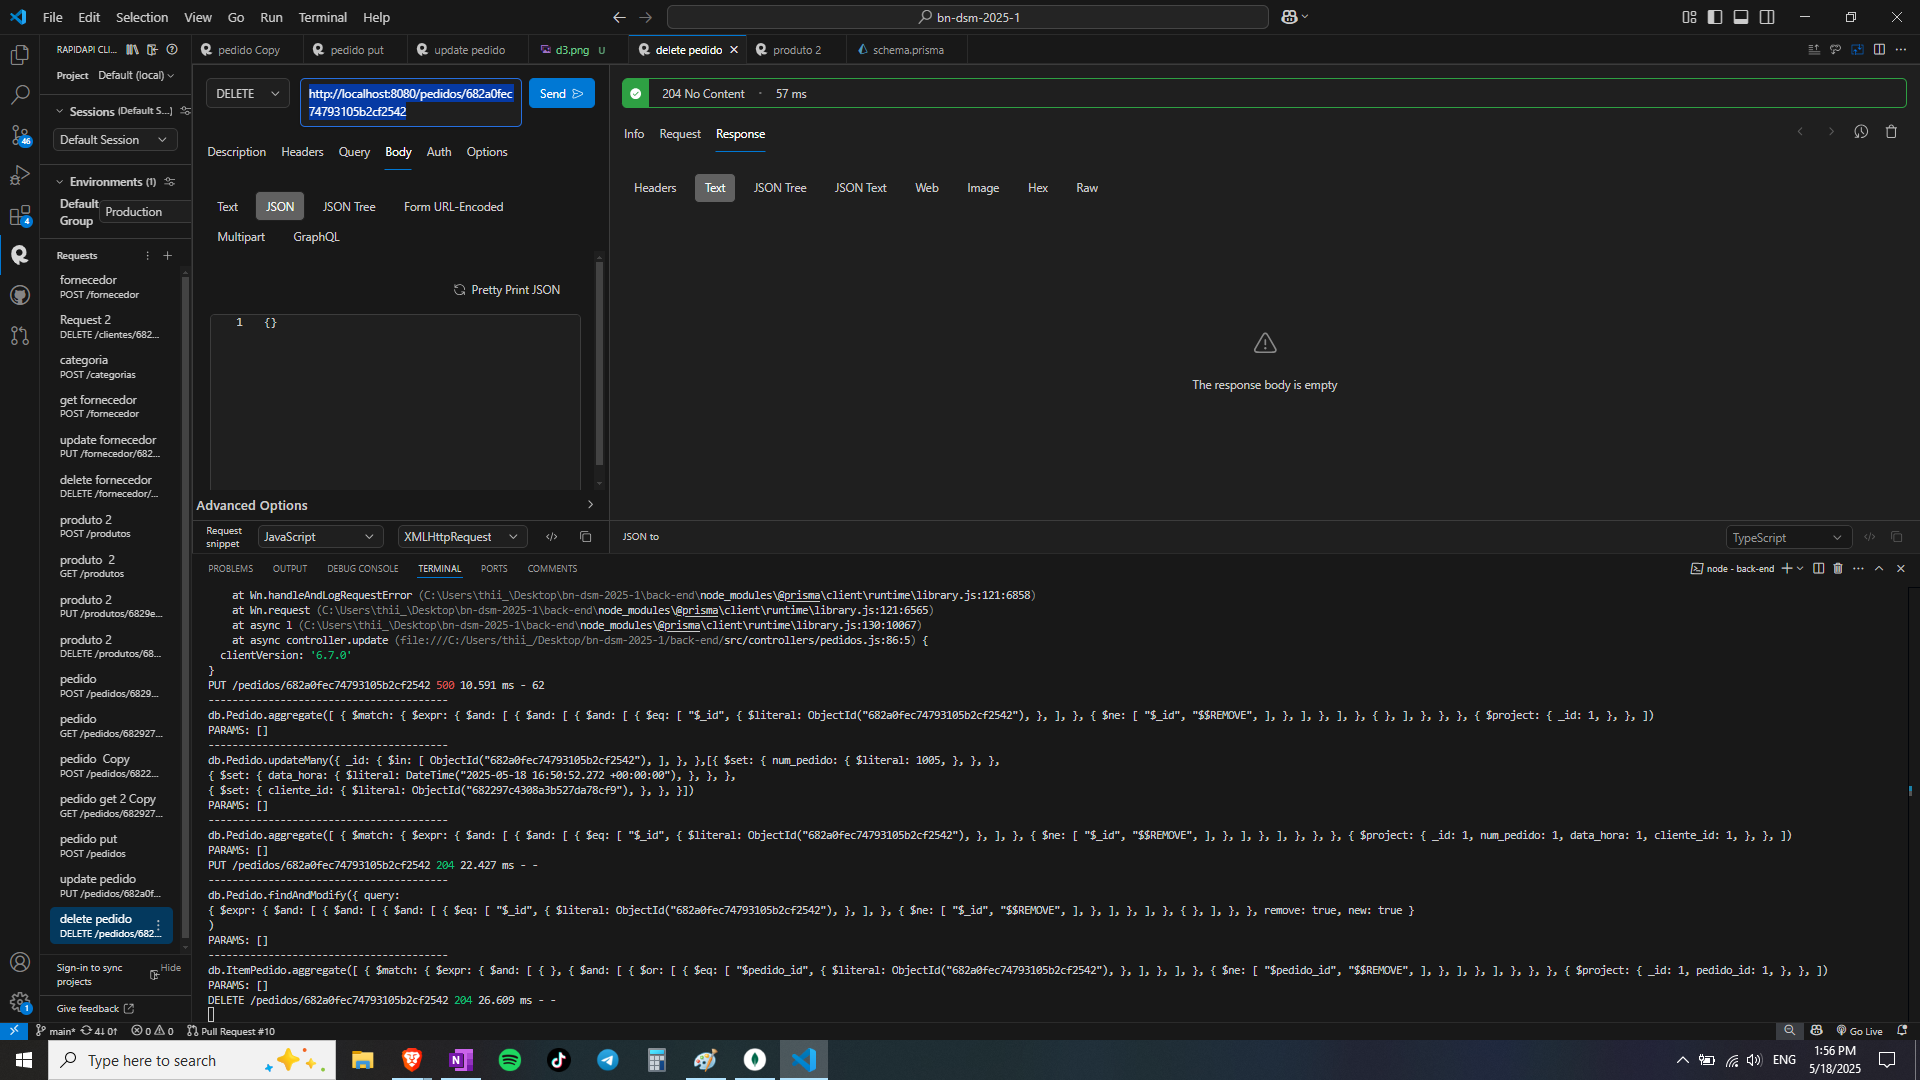 File Edit Selection View Go Run Terminal Help
bn-dsm-2025-1
RAPIDAPI CLI...
pedido Copy
pedido put
update pedido
d3.png U
delete pedido
produto 2
schema.prisma
Project Default (local)
Sessions (Default S...)
Default Session
Environments (1)
Default Group Production
Requests
fornecedor
POST /fornecedor
Request 2
DELETE /clientes/682...
categoria
POST /categorias
get fornecedor
POST /fornecedor
update fornecedor
PUT /fornecedor/682...
delete fornecedor
DELETE /fornecedor/...
produto 2
POST /produtos
produto 2
GET /produtos
produto 2
PUT /produtos/6829e...
produto 2
DELETE /produtos/68...
pedido
POST /pedidos/6829...
pedido
GET /pedidos/682927...
pedido Copy
POST /pedidos/6822...
pedido get 2 Copy
GET /pedidos/682927...
pedido put
POST /pedidos
update pedido
PUT /pedidos/682a0f...
delete pedido
DELETE /pedidos/682...
Sign-in to sync projects
Hide
Give feedback
46
4
1
DELETE
http://localhost:8080/pedidos/682a0fec
74793105b2cf2542
Send
Description Headers Query Body Auth Options
Text JSON JSON Tree Form URL-Encoded
Multipart GraphQL
Pretty Print JSON
1 {}
Advanced Options
Request snippet
JavaScript
XMLHttpRequest
204 No Content · 57 ms
Info Request Response
Headers Text JSON Tree JSON Text Web Image Hex Raw
The response body is empty
JSON to
TypeScript
PROBLEMS OUTPUT DEBUG CONSOLE TERMINAL PORTS COMMENTS
node - back-end
at Wn.handleAndLogRequestError (C:\Users\thii_\Desktop\bn-dsm-2025-1\back-end\node_modules\@prisma\client\runtime\library.js:121:6858)
at Wn.request (C:\Users\thii_\Desktop\bn-dsm-2025-1\back-end\node_modules\@prisma\client\runtime\library.js:121:6565)
at async l (C:\Users\thii_\Desktop\bn-dsm-2025-1\back-end\node_modules\@prisma\client\runtime\library.js:130:10067)
at async controller.update (file:///C:/Users/thii_/Desktop/bn-dsm-2025-1/back-end/src/controllers/pedidos.js:86:5) {
clientVersion: '6.7.0'
}
PUT /pedidos/682a0fec74793105b2cf2542 500 10.591 ms - 62
----------------------------------------
db.Pedido.aggregate([ { $match: { $expr: { $and: [ { $and: [ { $and: [ { $eq: [ "$_id", { $literal: ObjectId("682a0fec74793105b2cf2542"), }, ], }, { $ne: [ "$_id", "$$REMOVE", ], }, ], }, ], }, { }, ], }, }, }, { $project: { _id: 1, }, }, ])
PARAMS: []
----------------------------------------
db.Pedido.updateMany({ _id: { $in: [ ObjectId("682a0fec74793105b2cf2542"), ], }, },[{ $set: { num_pedido: { $literal: 1005, }, }, },
{ $set: { data_hora: { $literal: DateTime("2025-05-18 16:50:52.272 +00:00:00"), }, }, },
{ $set: { cliente_id: { $literal: ObjectId("682297c4308a3b527da78cf9"), }, }, }])
PARAMS: []
----------------------------------------
db.Pedido.aggregate([ { $match: { $expr: { $and: [ { $and: [ { $eq: [ "$_id", { $literal: ObjectId("682a0fec74793105b2cf2542"), }, ], }, { $ne: [ "$_id", "$$REMOVE", ], }, ], }, ], }, }, }, { $project: { _id: 1, num_pedido: 1, data_hora: 1, cliente_id: 1, }, }, ])
PARAMS: []
PUT /pedidos/682a0fec74793105b2cf2542 204 22.427 ms - -
----------------------------------------
db.Pedido.findAndModify({ query:
{ $expr: { $and: [ { $and: [ { $and: [ { $eq: [ "$_id", { $literal: ObjectId("682a0fec74793105b2cf2542"), }, ], }, { $ne: [ "$_id", "$$REMOVE", ], }, ], }, ], }, { }, ], }, }, remove: true, new: true }
)
PARAMS: []
----------------------------------------
db.ItemPedido.aggregate([ { $match: { $expr: { $and: [ { }, { $and: [ { $or: [ { $eq: [ "$pedido_id", { $literal: ObjectId("682a0fec74793105b2cf2542"), }, ], }, ], }, { $ne: [ "$pedido_id", "$$REMOVE", ], }, ], }, ], }, }, }, { $project: { _id: 1, pedido_id: 1, }, }, ])
PARAMS: []
DELETE /pedidos/682a0fec74793105b2cf2542 204 26.609 ms - -
main* 4↓ 0↑ 0 0 Pull Request #10
Go Live
Type here to search
ENG
1:56 PM
5/18/2025